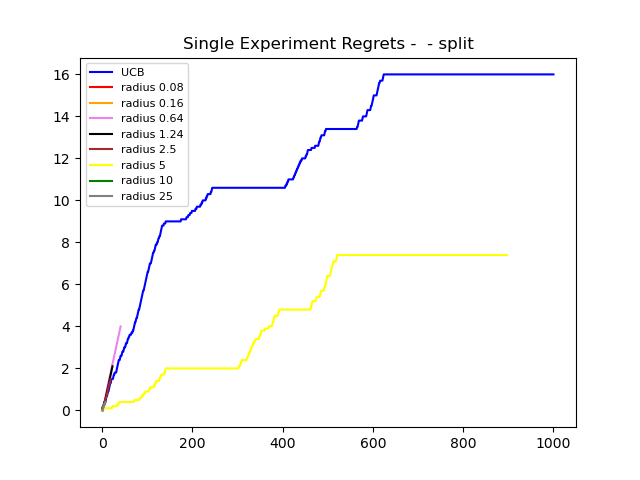 Single Experiment Regrets -  - split
16
14
12
10
8
6
4
2
0
UCB
radius 0.08
radius 0.16
radius 0.64
radius 1.24
radius 2.5
radius 5
radius 10
radius 25
0 200 400 600 800 1000